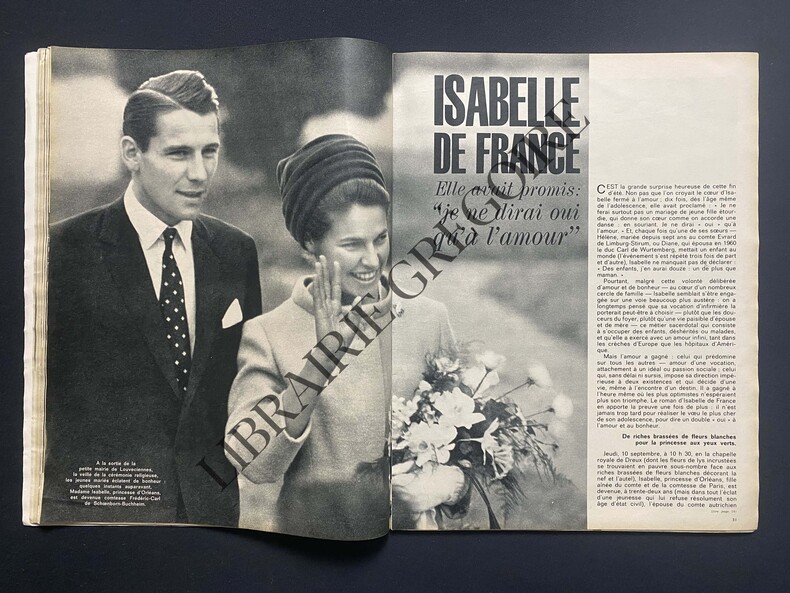 A la sortie de la
petite mairie de Louveciennes,
la veille de la cérémonie religieuse,
les jeunes mariés éclatent de bonheur :
quelques instants auparavant,
Madame Isabelle, princesse d'Orléans,
est devenue comtesse Frédéric-Carl
de Schœnborn-Buchheim.
ISABELLE
DE FRANCE
Elle avait promis:
"je ne dirai oui
qu'à l'amour"
C'EST la grande surprise heureuse de cette fin
d'été. Non pas que l'on croyait le cœur d'Isa-
belle fermé à l'amour ; dix fois, dès l'âge même
de l'adolescence, elle avait proclamé : « Je ne
ferai surtout pas un mariage de jeune fille étour-
die, qui donne son cœur comme on accorde une
danse : en souriant. Je ne dirai « oui » qu'à
l'amour. » Et, chaque fois qu'une de ses sœurs —
Hélène, mariée depuis sept ans au comte Evrard
de Limburg-Stirum, ou Diane, qui épousa en 1960
le duc Carl de Wurtemberg, mettait un enfant au
monde (l'événement s'est répété trois fois de part
et d'autre), Isabelle ne manquait pas de déclarer :
« Des enfants, j'en aurai douze : un de plus que
maman. »
Pourtant, malgré cette volonté délibérée
d'amour et de bonheur — au cœur d'un nombreux
cercle de famille — Isabelle semblait s'être enga-
gée sur une voie beaucoup plus austère : on a
longtemps pensé que sa vocation d'infirmière la
porterait peut-être à choisir — plutôt que les dou-
ceurs du foyer, plutôt qu'une vie paisible d'épouse
et de mère — ce métier sacerdotal qui consiste
à s'occuper des enfants, déshérités ou malades,
et qu'elle a exercé avec un amour infini, tant dans
les crèches d'Europe que les hôpitaux d'Améri-
que.
Mais l'amour a gagné : celui qui prédomine
sur tous les autres — amour d'une vocation,
attachement à un idéal ou passion sociale ; celui
qui, sans délai ni sursis, impose sa direction impé-
rieuse à deux existences et qui décide d'une
vie, même à l'encontre d'un destin. Il a gagné à
l'heure même où les plus optimistes n'espéraient
plus son triomphe. Le roman d'Isabelle de France
en apporte la preuve une fois de plus : il n'est
jamais trop tard pour réaliser le vœu le plus cher
de son adolescence, pour dire un double « oui » à
l'amour et au bonheur.
De riches brassées de fleurs blanches
pour la princesse aux yeux verts.
Jeudi, 10 septembre, à 10 h 30, en la chapelle
royale de Dreux (dont les fleurs de lys incrustées
se trouvaient en pauvre sous-nombre face aux
riches brassées de fleurs blanches décorant la
nef et l'autel), Isabelle, princesse d'Orléans, fille
aînée du comte et de la comtesse de Paris, est
devenue, à trente-deux ans (mais dans tout l'éclat
d'une jeunesse qui lui refuse résolument son
âge d'état civil), l'épouse du comte autrichien
LIBRAIRIE-GREGOIRE